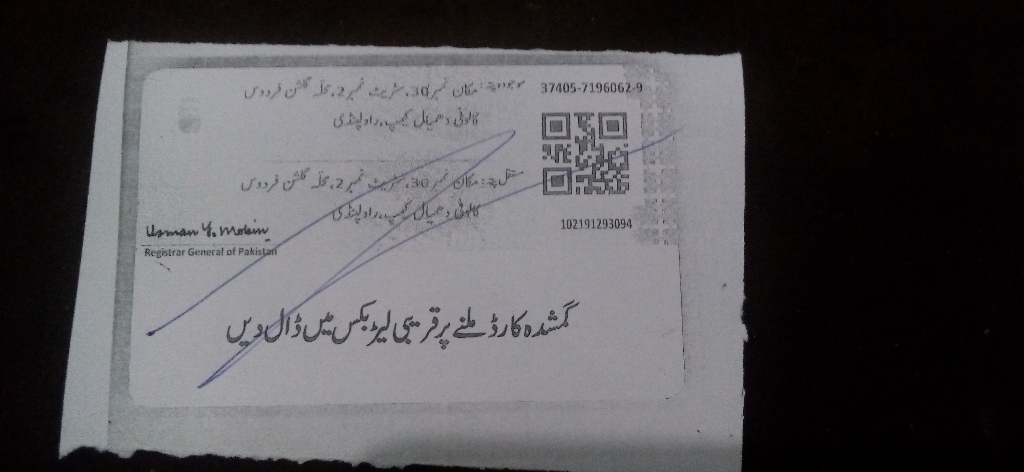 موجودہ پتہ: مکان نمبر 30، سٹریٹ نمبر 2، محلہ گلشن فردوس
کالونی دھمیال کیمپ، راولپنڈی
37405-7196062-9
مستقل پتہ: مکان نمبر 30، سٹریٹ نمبر 2، محلہ گلشن فردوس
کالونی دھمیال کیمپ، راولپنڈی
102191293094
Usman Y. Mobin
Registrar General of Pakistan
گمشدہ کارڈ ملنے پر قریبی لیٹر بکس میں ڈال دیں